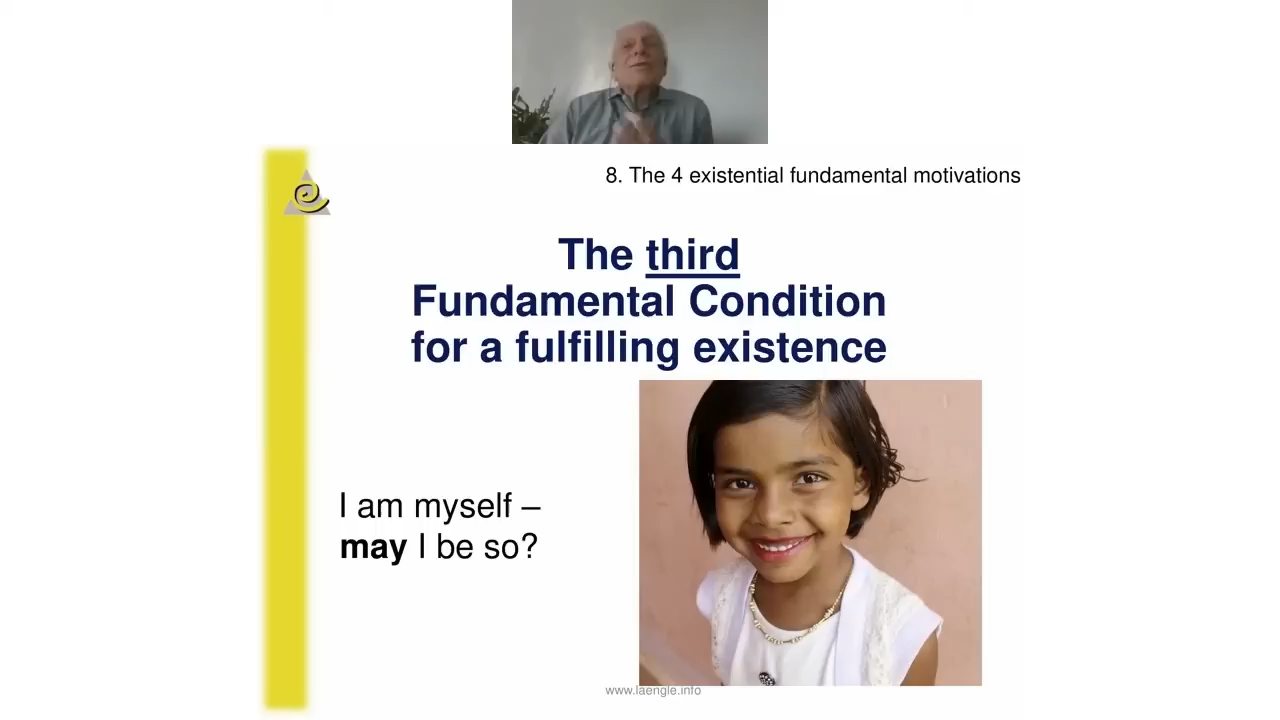 8. The 4 existential fundamental motivations
The third
Fundamental Condition
for a fulfilling existence
I am myself –
may I be so?
www.laengle.info